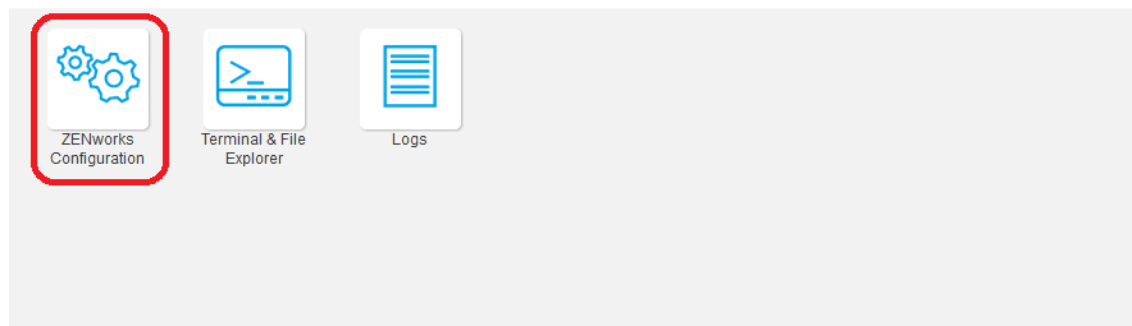 ZENworks
Configuration
Terminal & File
Explorer
Logs